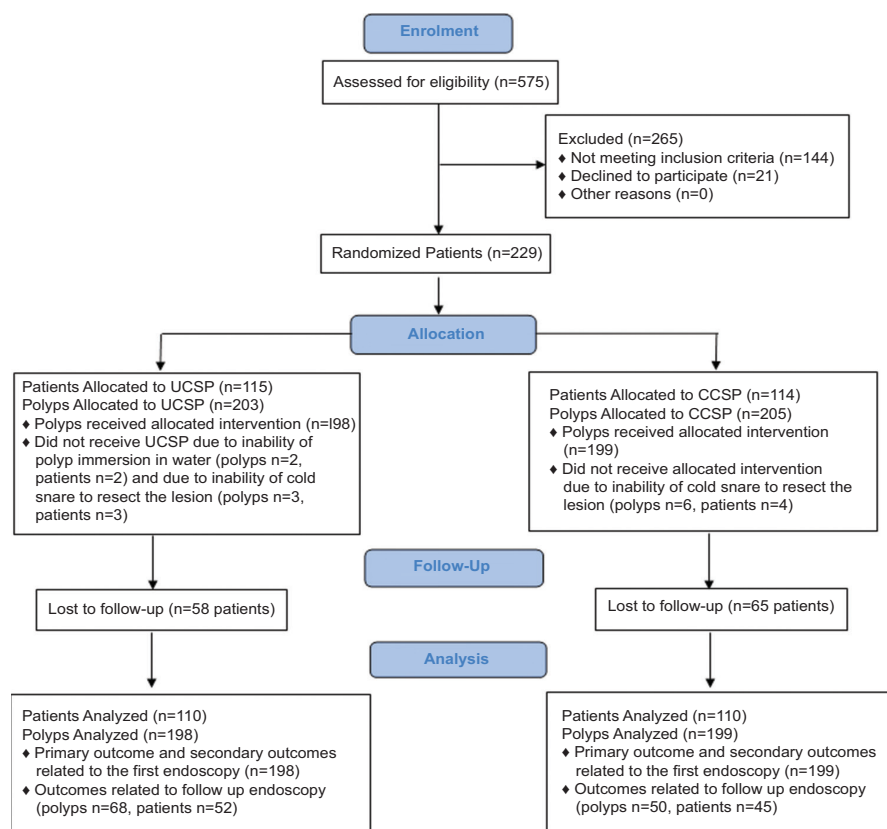 Enrolment
Assessed for eligibility (n=575)
Excluded (n=265)
♦ Not meeting inclusion criteria (n=144)
♦ Declined to participate (n=21)
♦ Other reasons (n=0)
Randomized Patients (n=229)
Allocation
Patients Allocated to UCSP (n=115)
Polyps Allocated to UCSP (n=203)
♦ Polyps received allocated intervention (n=l98)
♦ Did not receive UCSP due to inability of
polyp immersion in water (polyps n=2,
patients n=2) and due to inability of cold
snare to resect the lesion (polyps n=3,
patients n=3)
Patients Allocated to CCSP (n=114)
Polyps Allocated to CCSP (n=205)
♦ Polyps received allocated intervention
(n=199)
♦ Did not receive allocated intervention
due to inability of cold snare to resect the
lesion (polyps n=6, patients n=4)
Follow-Up
Lost to follow-up (n=58 patients)
Lost to follow-up (n=65 patients)
Analysis
Patients Analyzed (n=110)
Polyps Analyzed (n=198)
♦ Primary outcome and secondary outcomes
related to the first endoscopy (n=198)
♦ Outcomes related to follow up endoscopy
(polyps n=68, patients n=52)
Patients Analyzed (n=110)
Polyps Analyzed (n=199)
♦ Primary outcome and secondary outcomes
related to the first endoscopy (n=199)
♦ Outcomes related to follow up endoscopy
(polyps n=50, patients n=45)